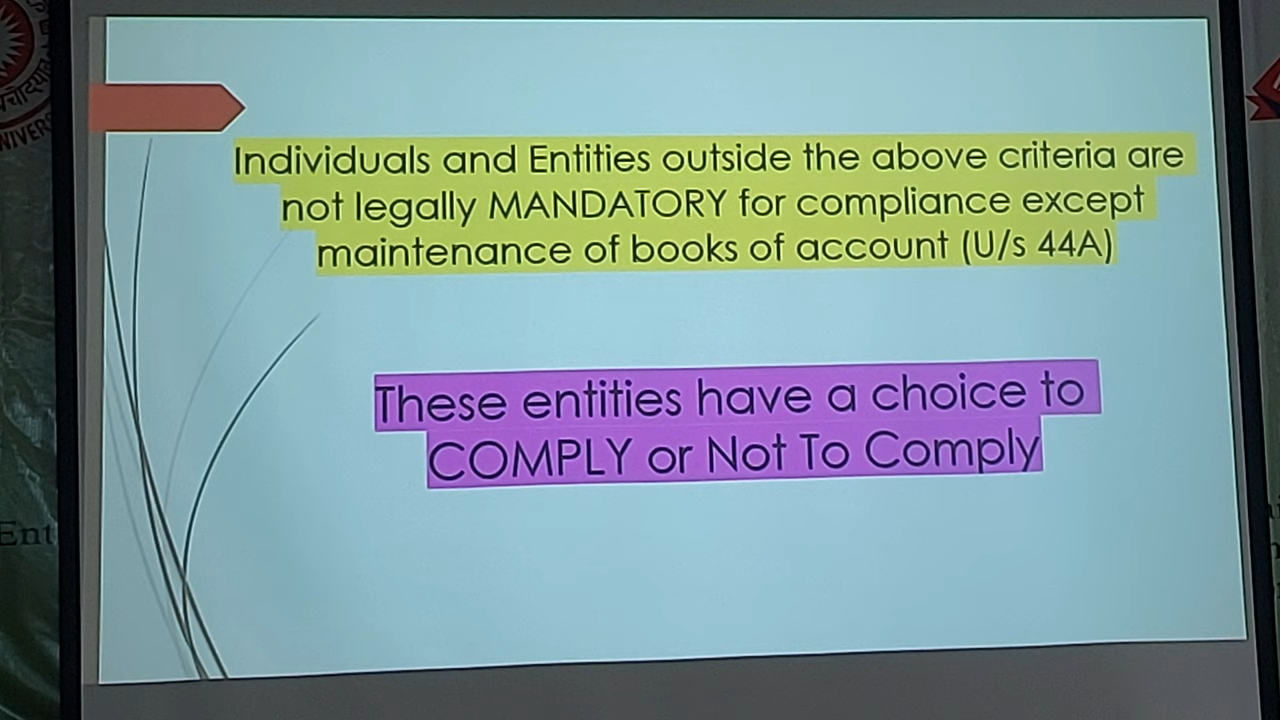 Individuals and Entities outside the above criteria are
not legally MANDATORY for compliance except
maintenance of books of account (U/s 44A)
These entities have a choice to
COMPLY or Not To Comply
Ent